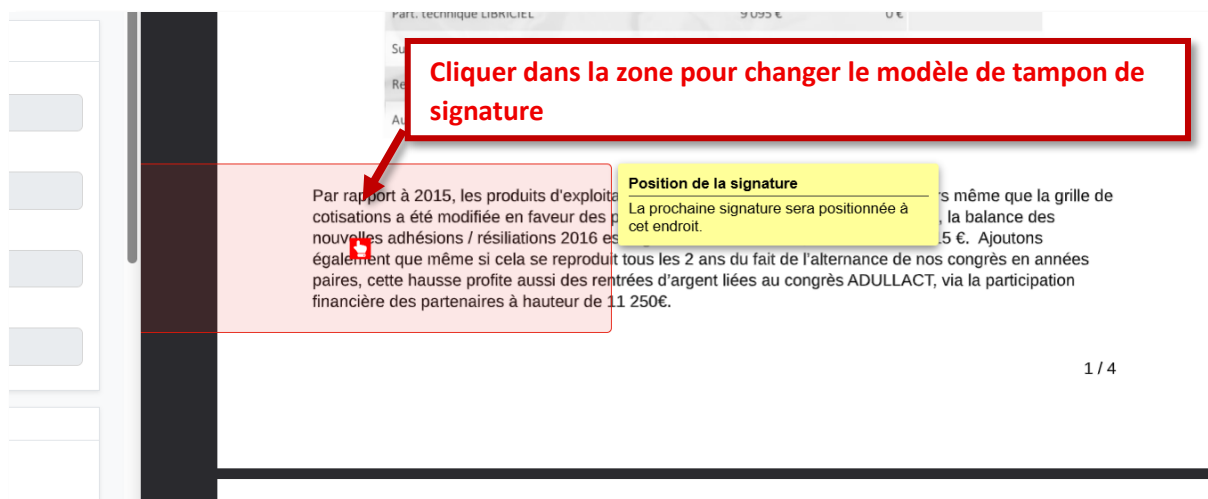 Part. technique LIBRICIEL 9 095 € 0 €
Su
Cliquer dans la zone pour changer le modèle de tampon de
signature
Re
Au
Par rapport à 2015, les produits d'exploita
Position de la signature
s même que la grille de
cotisations a été modifiée en faveur des p
La prochaine signature sera positionnée à
cet endroit.
, la balance des
nouvelles adhésions / résiliations 2016 es
5 €. Ajoutons
également que même si cela se reproduit tous les 2 ans du fait de l'alternance de nos congrès en années
paires, cette hausse profite aussi des rentrées d'argent liées au congrès ADULLACT, via la participation
financière des partenaires à hauteur de 11 250€.
1 / 4